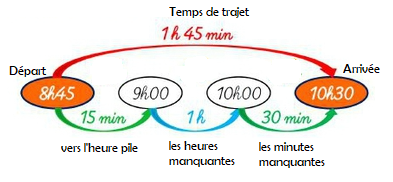 Temps de trajet
1 h 45 min
Départ
Arrivée
8h45
9h00
10h00
10h30
15 min
1 h
30 min
vers l'heure pile
les heures
manquantes
les minutes
manquantes